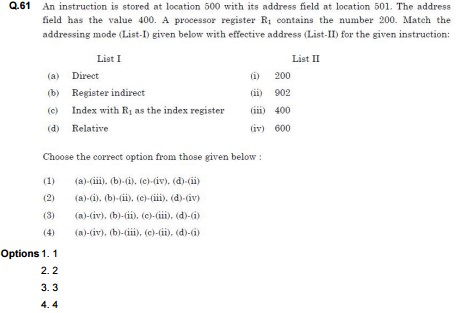 Q.61 An instruction is stored at location 500 with its address field at location 501. The address
field has the value 400. A processor register R₁ contains the number 200. Match the
addressing mode (List-I) given below with effective address (List-II) for the given instruction:
List I List II
(a) Direct (i) 200
(b) Register indirect (ii) 902
(c) Index with R₁ as the index register (iii) 400
(d) Relative (iv) 600
Choose the correct option from those given below :
(1) (a)-(iii), (b)-(i), (c)-(iv), (d)-(ii)
(2) (a)-(i), (b)-(ii), (c)-(iii), (d)-(iv)
(3) (a)-(iv), (b)-(ii), (c)-(iii), (d)-(i)
(4) (a)-(iv), (b)-(iii), (c)-(ii), (d)-(i)
Options 1. 1
2. 2
3. 3
4. 4